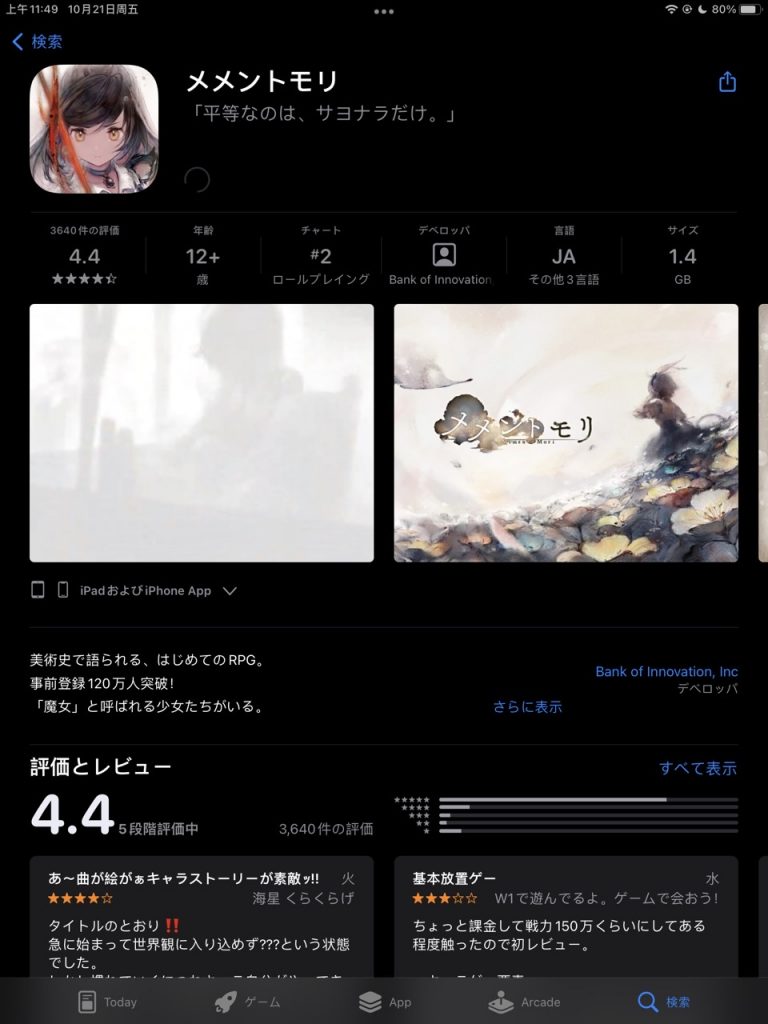 上午11:49 10月21日周五
80%
検索
メメントモリ
「平等なのは、サヨナラだけ。」
3640件の評価
年齢
チャート
デベロッパ
言語
サイズ
4.4
12+
#2
JA
1.4
★★★★
歳
ロールプレイング
Bank of Innovation
その他3言語
GB
メメントモリ
iPadおよびiPhone App
美術史で語られる、はじめてのRPG。
事前登録120万人突破!
「魔女」と呼ばれる少女たちがいる。
さらに表示
Bank of Innovation, Inc
デベロッパ
評価とレビュー
すべて表示
4.4
5段階評価中
3,640件の評価
あ〜曲が絵がぁキャラストーリーが素敵ッ!!
火
★★★★☆
海星 くらくらげ
タイトルのとおり‼️
急に始まって世界観に入り込めず???という状態
でした。
基本放置ゲー
水
★★★☆☆
W1で遊んでるよ。ゲームで会おう!
ちょっと課金して戦力150万くらいにしてある
程度触ったので初レビュー。
Today
ゲーム
App
Arcade
検索